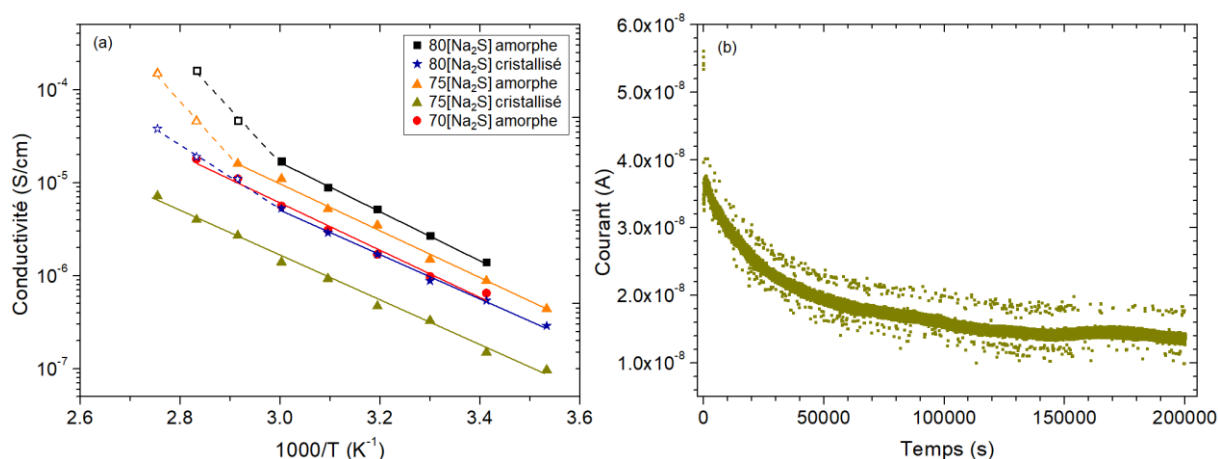 (a)
80[Na₂S] amorphe
80[Na₂S] cristallisé
75[Na₂S] amorphe
75[Na₂S] cristallisé
70[Na₂S] amorphe
10⁻⁴
10⁻⁵
10⁻⁶
10⁻⁷
Conductivité (S/cm)
2.6 2.8 3.0 3.2 3.4 3.6
1000/T (K⁻¹)
(b)
6.0x10⁻⁸
5.0x10⁻⁸
4.0x10⁻⁸
3.0x10⁻⁸
2.0x10⁻⁸
1.0x10⁻⁸
Courant (A)
0 50000 100000 150000 200000
Temps (s)